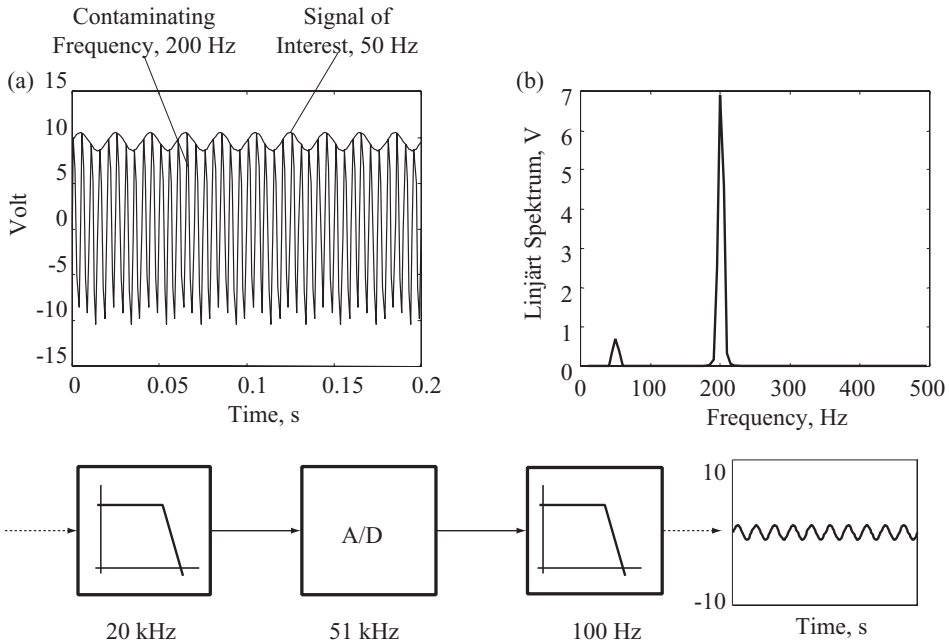 Contaminating
Frequency, 200 Hz
Signal of
Interest, 50 Hz
(a)
15
10
5
0
-5
-10
-15
Volt
0
0.05
0.1
0.15
0.2
Time, s
(b)
7
6
5
4
3
2
1
0
Linjärt Spektrum, V
0
100
200
300
400
500
Frequency, Hz
A/D
20 kHz
51 kHz
100 Hz
10
0
-10
Time, s